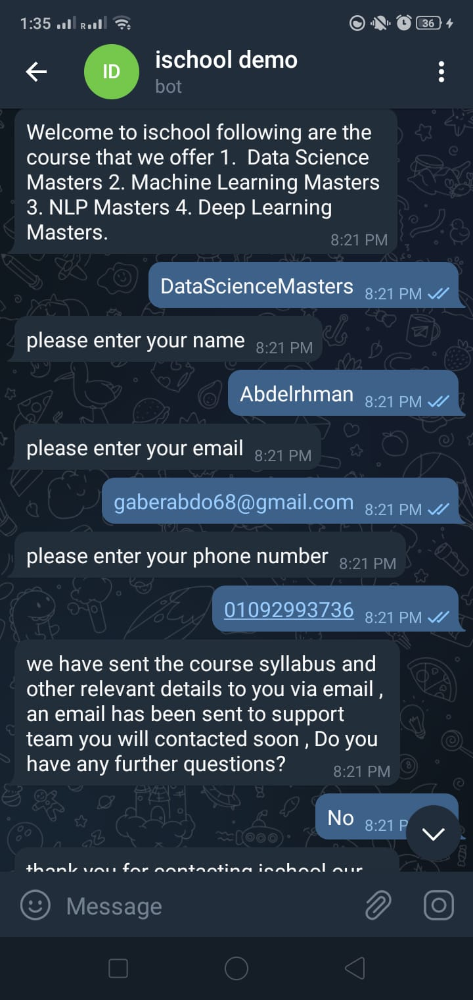 1:35
R
36
ID
ischool demo
bot
Welcome to ischool following are the
course that we offer 1.  Data Science
Masters 2. Machine Learning Masters
3. NLP Masters 4. Deep Learning
Masters.
8:21 PM
DataScienceMasters 8:21 PM
please enter your name 8:21 PM
Abdelrhman 8:21 PM
please enter your email 8:21 PM
gaberabdo68@gmail.com 8:21 PM
please enter your phone number 8:21 PM
01092993736 8:21 PM
we have sent the course syllabus and
other relevant details to you via email ,
an email has been sent to support
team you will contacted soon , Do you
have any further questions?
8:21 PM
No 8:21 P
thank you for contacting ischool our
Message